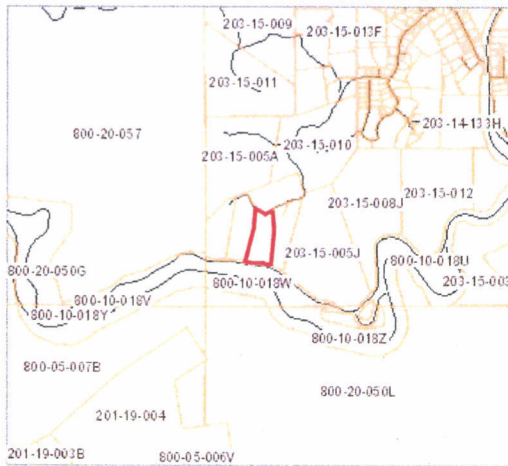 203-15-009
203-15-013F
203-15-011
800-20-057
203-14-133H
203-15-010
203-15-005A
203-15-012
203-15-008J
203-15-005J
800-10-018U
800-20-050G
800-10-018W
203-15-003
800-10-018V
800-10-018Y
800-10-018Z
800-05-007B
800-20-050L
201-19-004
201-19-003B
800-05-006V